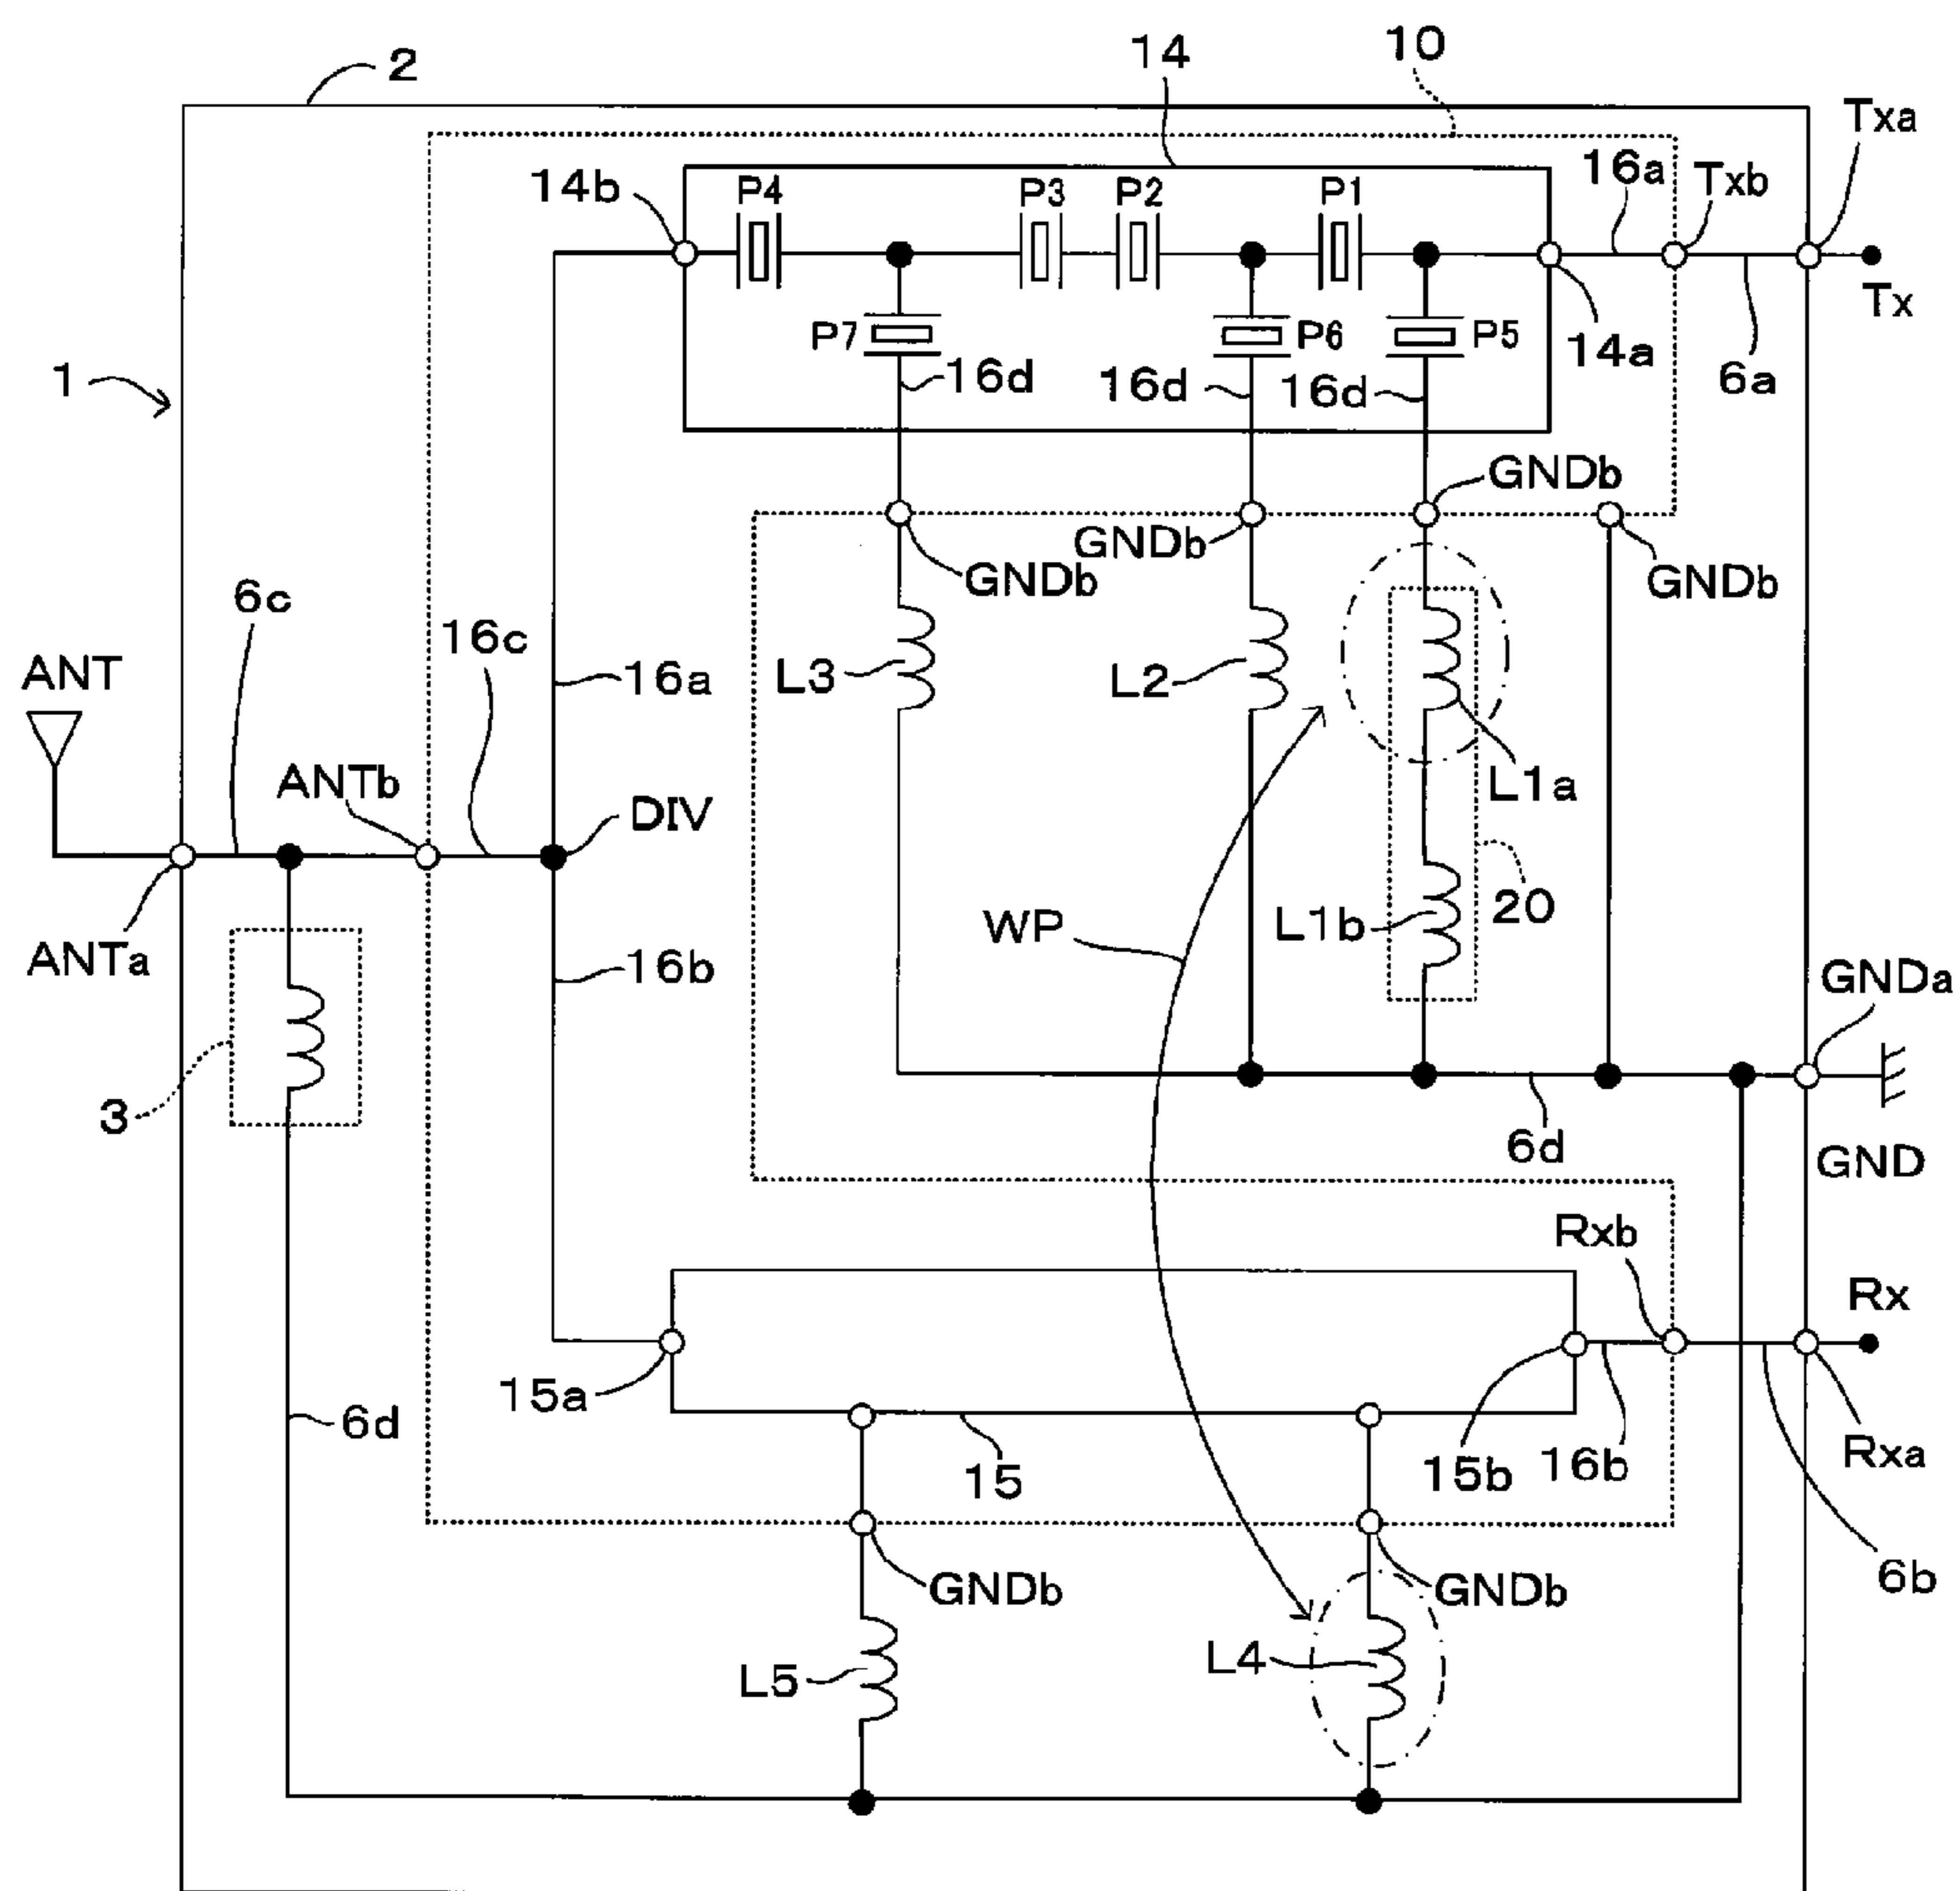 2
14
10
Txa
14b
P4
P3
P2
P1
16a
Txb
Tx
P7
P6
P5
14a
6a
1
16d
16d
16d
GNDb
GNDb
GNDb
GNDb
6c
16c
ANT
L3
L2
16a
L1a
ANTb
DIV
WP
L1b
20
ANTa
16b
GNDa
3
6d
GND
Rxb
Rx
15a
6d
15
15b
16b
Rxa
GNDb
GNDb
6b
L5
L4